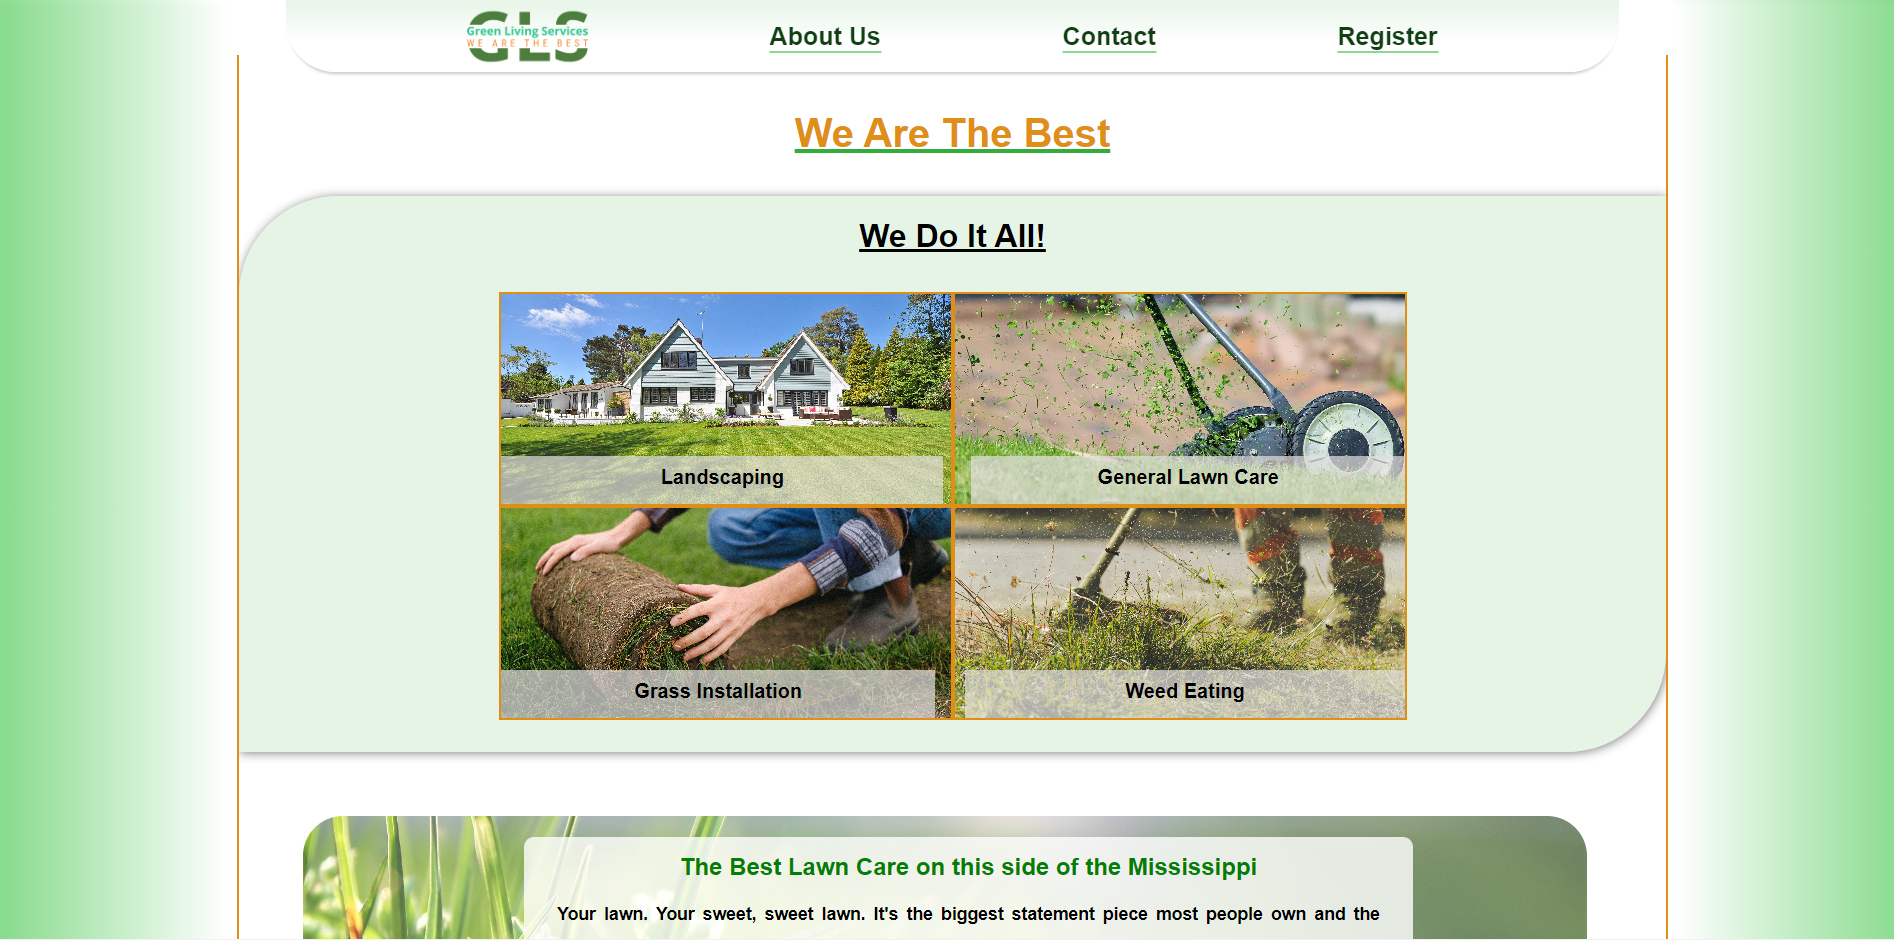 GLS
Green Living Services
WE ARE THE BEST
About Us
Contact
Register
We Are The Best
We Do It All!
Landscaping
General Lawn Care
Grass Installation
Weed Eating
The Best Lawn Care on this side of the Mississippi
Your lawn. Your sweet, sweet lawn. It's the biggest statement piece most people own and the